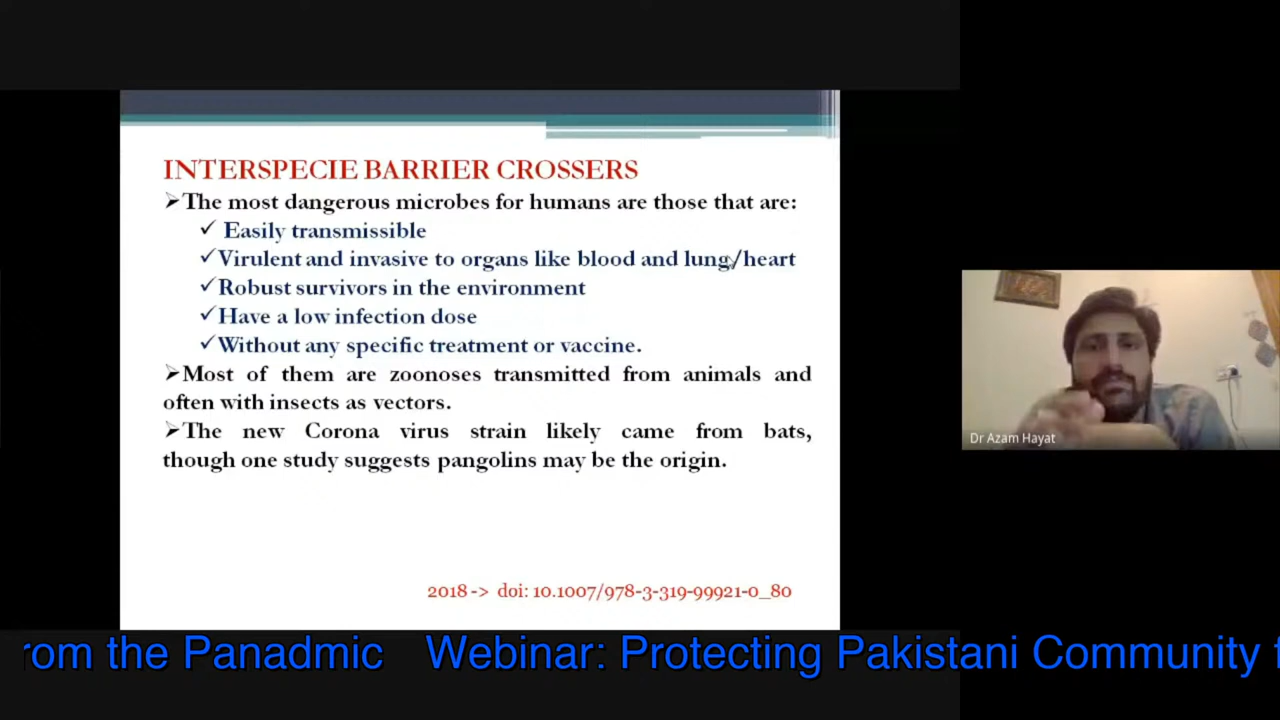 INTERSPECIE BARRIER CROSSERS
➤The most dangerous microbes for humans are those that are:
✓ Easily transmissible
✓Virulent and invasive to organs like blood and lung/heart
✓Robust survivors in the environment
✓Have a low infection dose
✓Without any specific treatment or vaccine.
➤Most of them are zoonoses transmitted from animals and
often with insects as vectors.
➤The new Corona virus strain likely came from bats,
though one study suggests pangolins may be the origin.
2018 -> doi: 10.1007/978-3-319-99921-0_80
Dr Azam Hayat
rom the Panadmic Webinar: Protecting Pakistani Community f